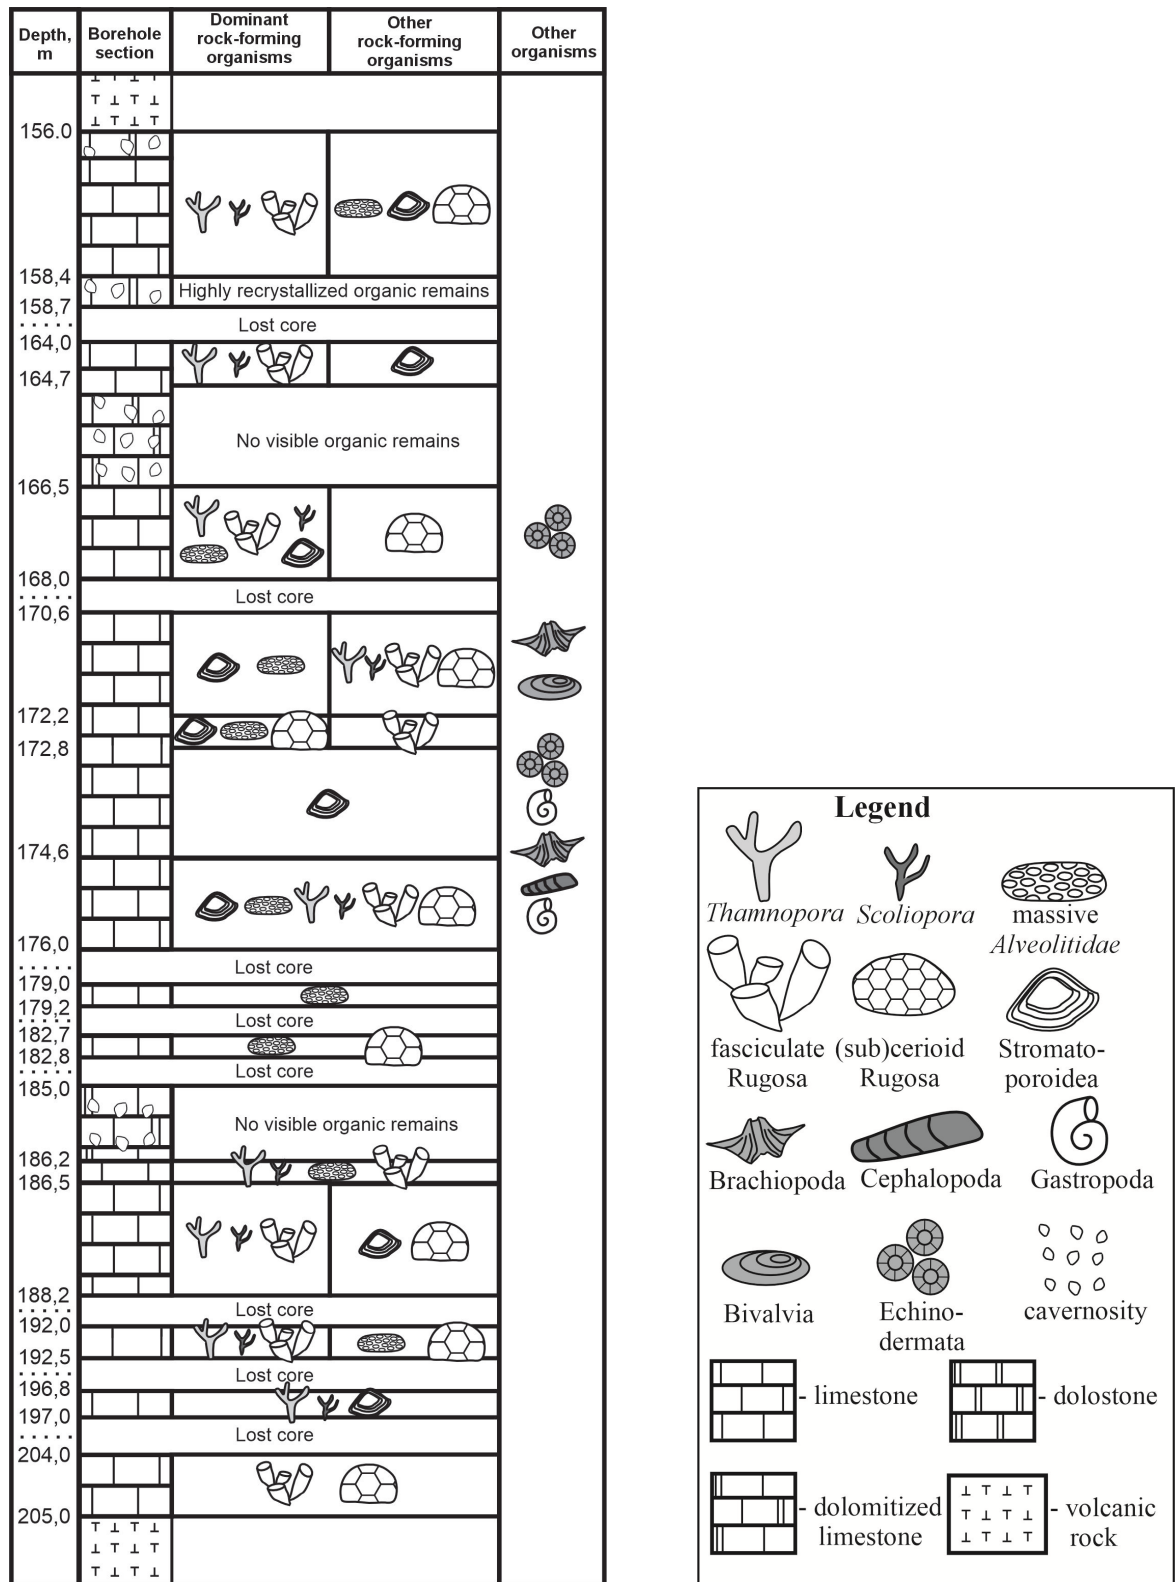 Depth,
m
Borehole
section
Dominant
rock-forming
organisms
Other
rock-forming
organisms
Other
organisms
156.0
158,4
Highly recrystallized organic remains
158,7
Lost core
164,0
164,7
No visible organic remains
166,5
168,0
Lost core
170,6
172,2
172,8
174,6
176,0
Lost core
179,0
179,2
Lost core
182,7
182,8
Lost core
185,0
No visible organic remains
186,2
186,5
188,2
Lost core
192,0
192,5
Lost core
196,8
197,0
Lost core
204,0
205,0
Legend
Thamnopora
Scoliopora
massive
Alveolitidae
fasciculate
Rugosa
(sub)cerioid
Rugosa
Stromato-
poroidea
Brachiopoda
Cephalopoda
Gastropoda
Bivalvia
Echino-
dermata
cavernosity
- limestone
- dolostone
- dolomitized
limestone
- volcanic
rock